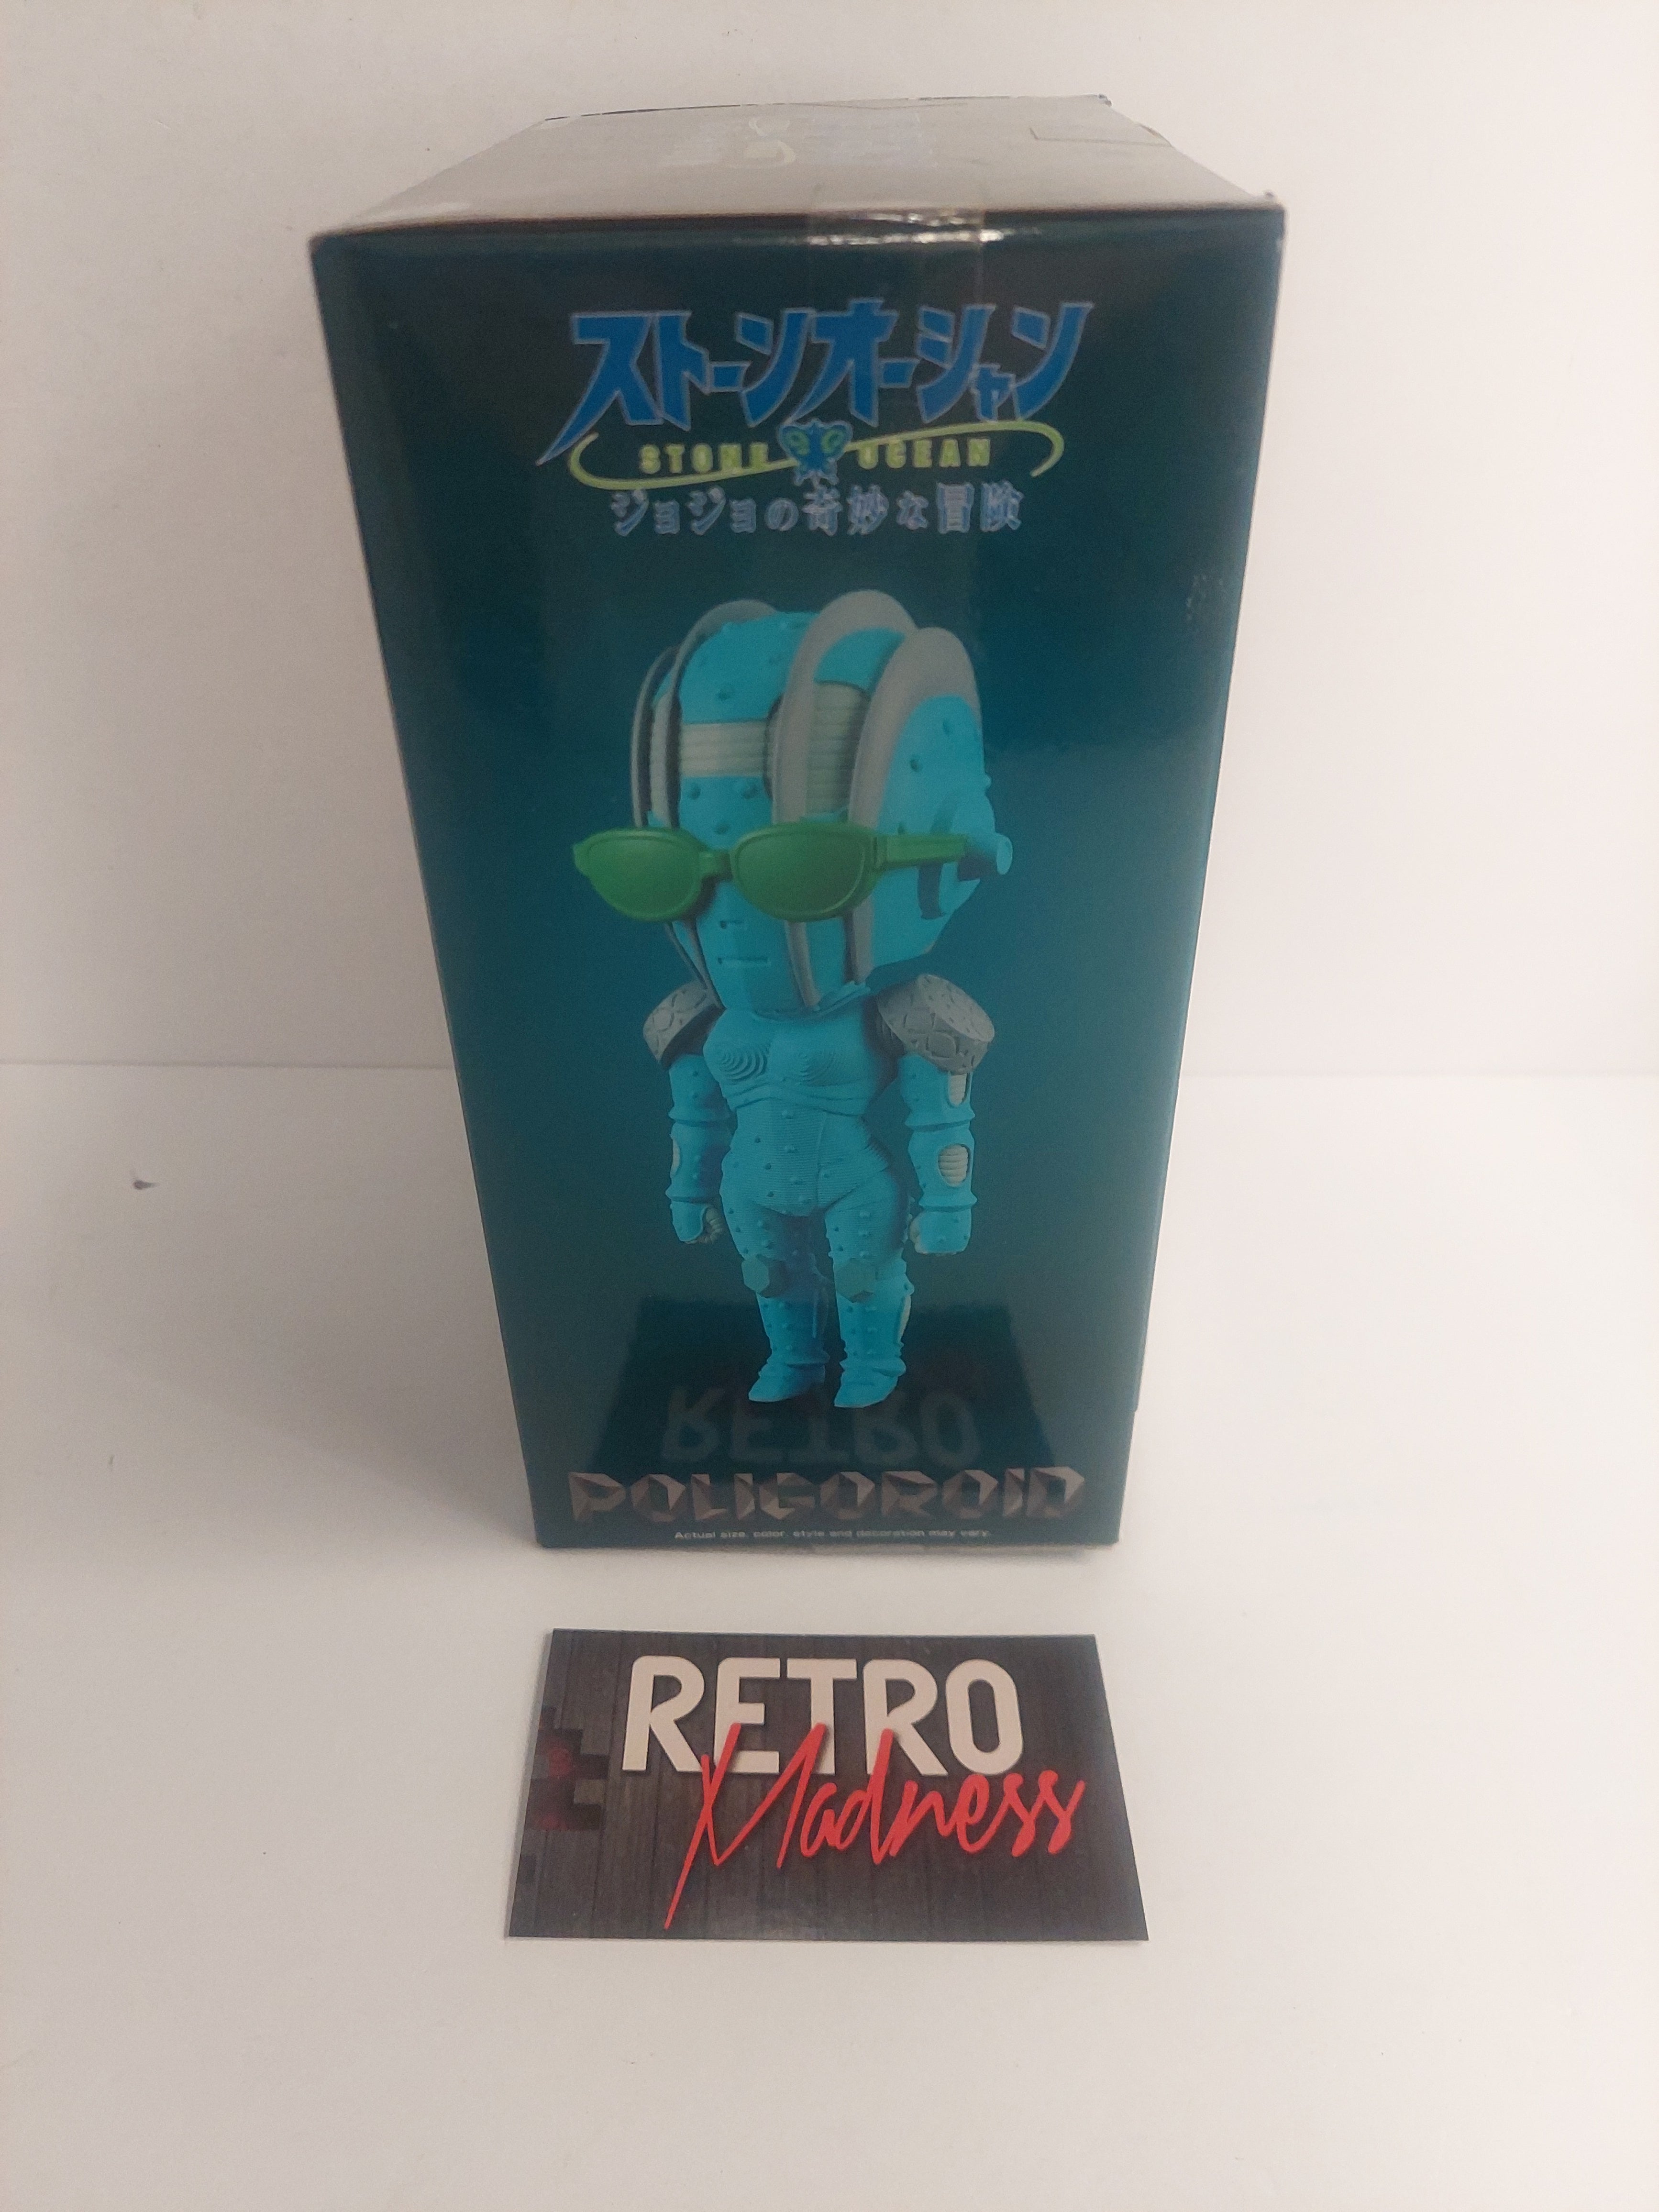 ストーンオーシャン
STONE OCEAN
ジョジョの奇妙な冒険
RETRO
POLIGOROID
Actual size, color, style and decoration may vary.
RETRO
Madness